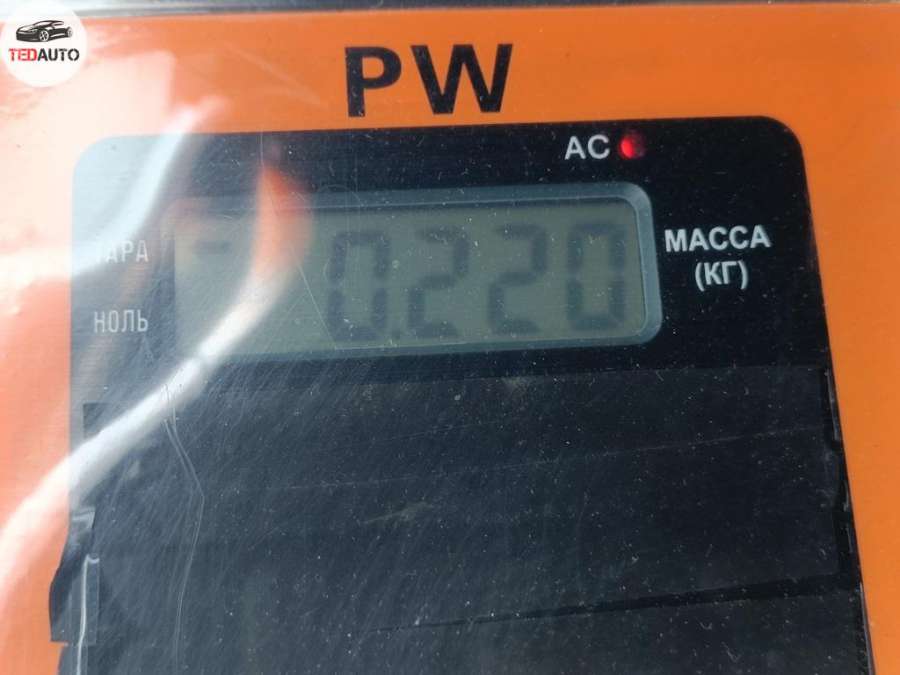 TEDAUTO
PW
AC
ТАРА
0.220
МАССА
(КГ)
НОЛЬ